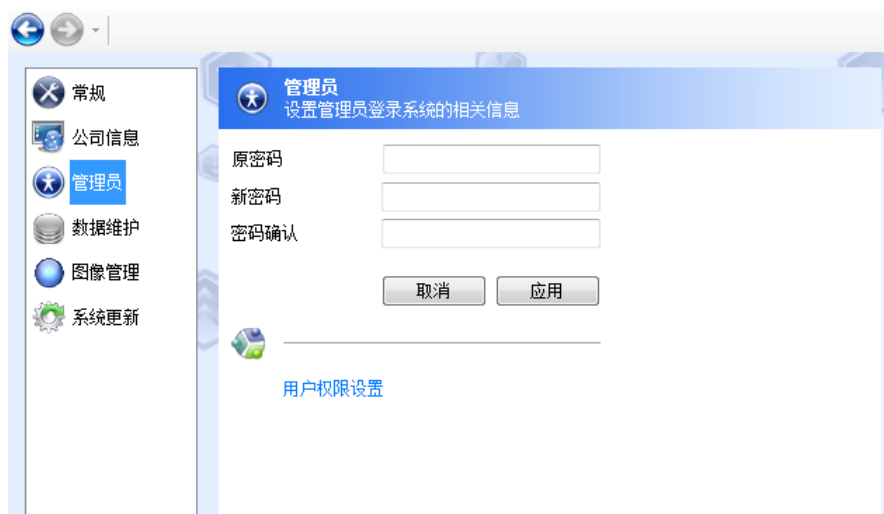 常规
公司信息
管理员
数据维护
图像管理
系统更新
管理员
设置管理员登录系统的相关信息
原密码
新密码
密码确认
取消
应用
用户权限设置